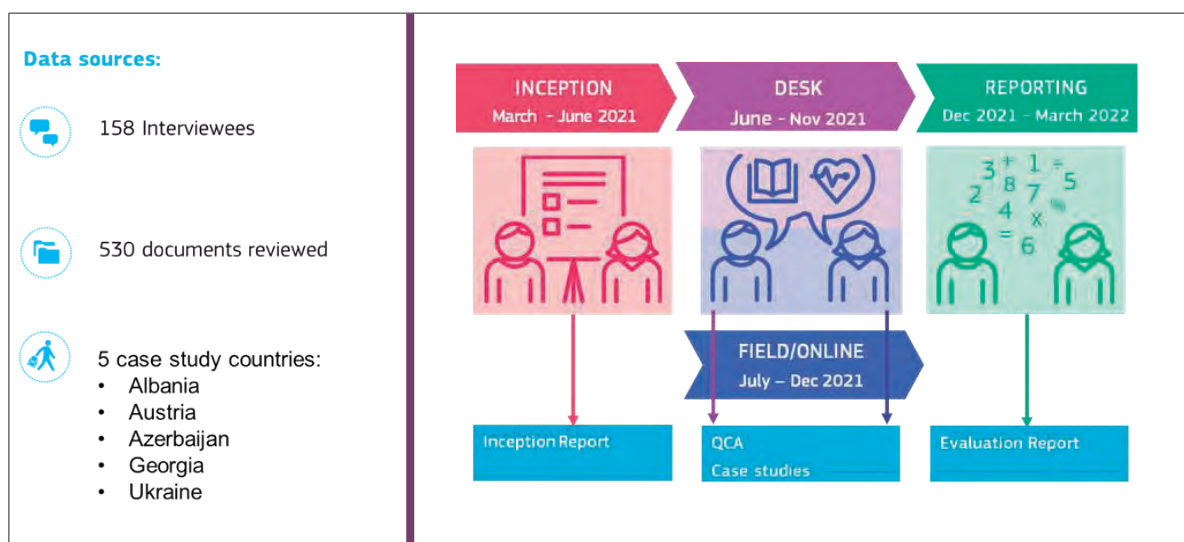 Data sources:
158 Interviewees
530 documents reviewed
5 case study countries:
• Albania
• Austria
• Azerbaijan
• Georgia
• Ukraine
INCEPTION
March - June 2021
DESK
June - Nov 2021
REPORTING
Dec 2021 - March 2022
3 + 1 ÷
2 8 7 5
4 x
= 6
FIELD/ONLINE
July – Dec 2021
Inception Report
QCA
Case studies
Evaluation Report